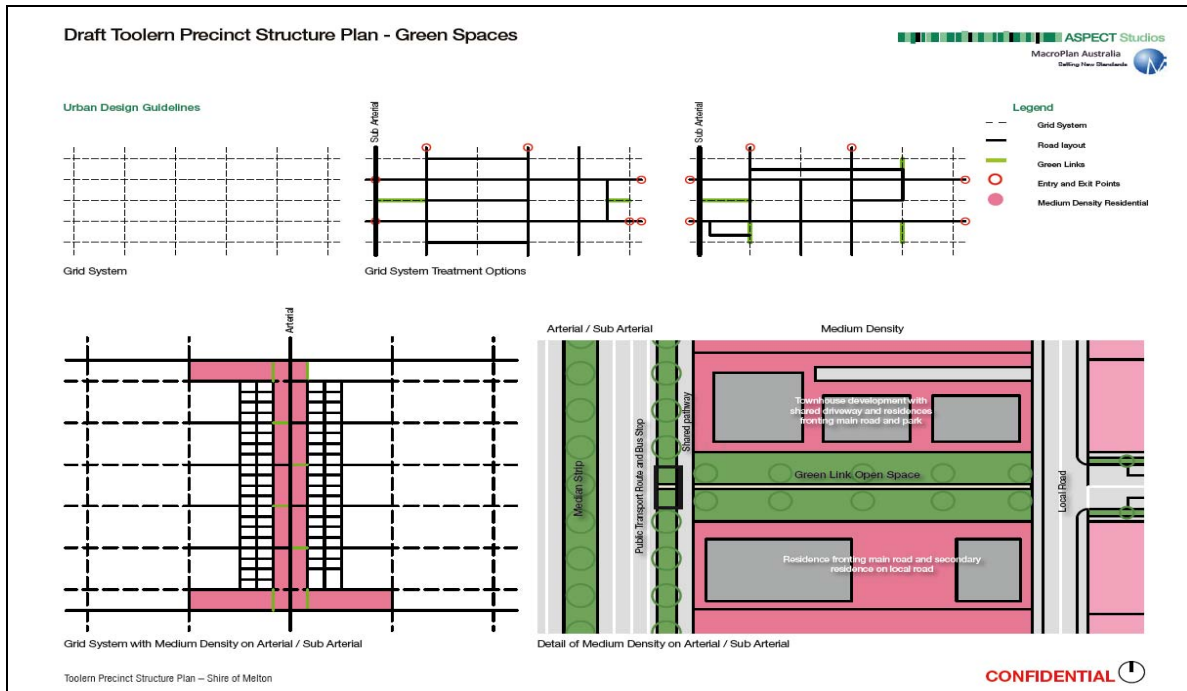 Draft Toolern Precinct Structure Plan - Green Spaces
ASPECT Studios
MacroPlan Australia
Setting New Standards
Urban Design Guidelines
Sub Arterial
Sub Arterial
Legend
Grid System
Road layout
Green Links
Entry and Exit Points
Medium Density Residential
Grid System
Grid System Treatment Options
Arterial
Arterial / Sub Arterial
Medium Density
Median Strip
Public Transport Route and Bus Stop
Shared pathway
Townhouse development with
shared driveway and residences
fronting main road and park
Green Link Open Space
Local Road
Residence fronting main road and secondary
residence on local road
Grid System with Medium Density on Arterial / Sub Arterial
Detail of Medium Density on Arterial / Sub Arterial
Toolern Precinct Structure Plan – Shire of Melton
CONFIDENTIAL